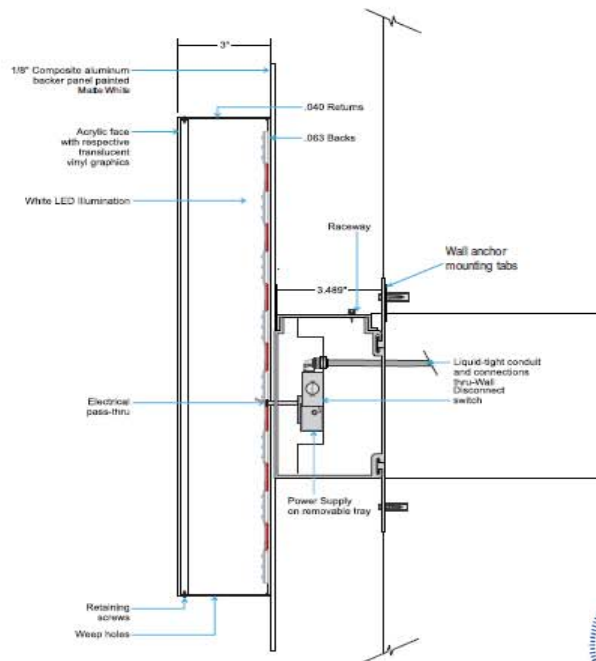 3"
1/8" Composite aluminum
backer panel painted
Matte White
.040 Returns
Acrylic face
with respective
translucent
vinyl graphics
.063 Backs
White LED Illumination
Raceway
Wall anchor
mounting tabs
3.489"
Liquid-tight conduit
and connections
thru-Wall
Disconnect
switch
Electrical
pass-thru
Power Supply
on removable tray
Retaining
screws
Weep holes